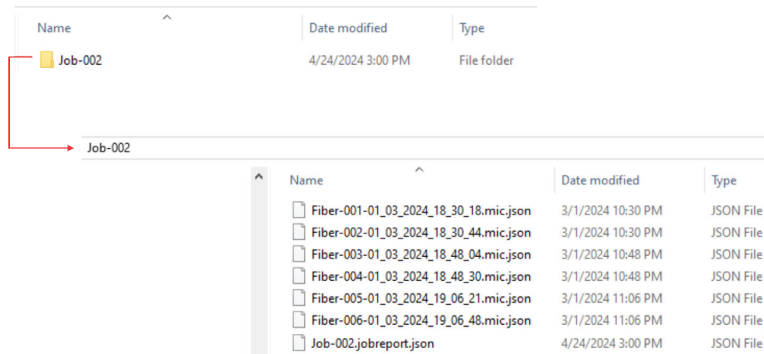 Name Date modified Type
Job-002 4/24/2024 3:00 PM File folder
Job-002
Name Date modified Type
Fiber-001-01_03_2024_18_30_18.mic.json 3/1/2024 10:30 PM JSON File
Fiber-002-01_03_2024_18_30_44.mic.json 3/1/2024 10:30 PM JSON File
Fiber-003-01_03_2024_18_48_04.mic.json 3/1/2024 10:48 PM JSON File
Fiber-004-01_03_2024_18_48_30.mic.json 3/1/2024 10:48 PM JSON File
Fiber-005-01_03_2024_19_06_21.mic.json 3/1/2024 11:06 PM JSON File
Fiber-006-01_03_2024_19_06_48.mic.json 3/1/2024 11:06 PM JSON File
Job-002.jobreport.json 4/24/2024 3:00 PM JSON File